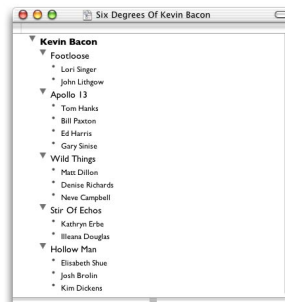 Six Degrees Of Kevin Bacon
Kevin Bacon
Footloose
Lori Singer
John Lithgow
Apollo 13
Tom Hanks
Bill Paxton
Ed Harris
Gary Sinise
Wild Things
Matt Dillon
Denise Richards
Neve Campbell
Stir Of Echos
Kathryn Erbe
Illeana Douglas
Hollow Man
Elisabeth Shue
Josh Brolin
Kim Dickens